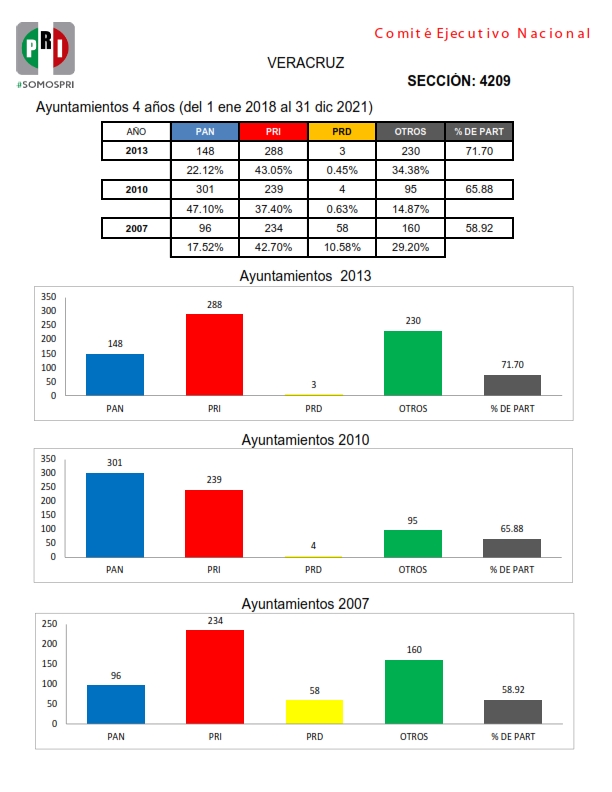 PRI
#SOMOSPRI
Comité Ejecutivo Nacional
VERACRUZ
SECCIÓN: 4209
Ayuntamientos 4 años (del 1 ene 2018 al 31 dic 2021)
AÑO PAN PRI PRD OTROS % DE PART
2013 148 288 3 230 71.70
22.12% 43.05% 0.45% 34.38%
2010 301 239 4 95 65.88
47.10% 37.40% 0.63% 14.87%
2007 96 234 58 160 58.92
17.52% 42.70% 10.58% 29.20%
Ayuntamientos 2013
350
300
250
200
150
100
50
0
148 288 3 230 71.70
PAN PRI PRD OTROS % DE PART
Ayuntamientos 2010
350
300
250
200
150
100
50
0
301 239 4 95 65.88
PAN PRI PRD OTROS % DE PART
Ayuntamientos 2007
250
200
150
100
50
0
96 234 58 160 58.92
PAN PRI PRD OTROS % DE PART